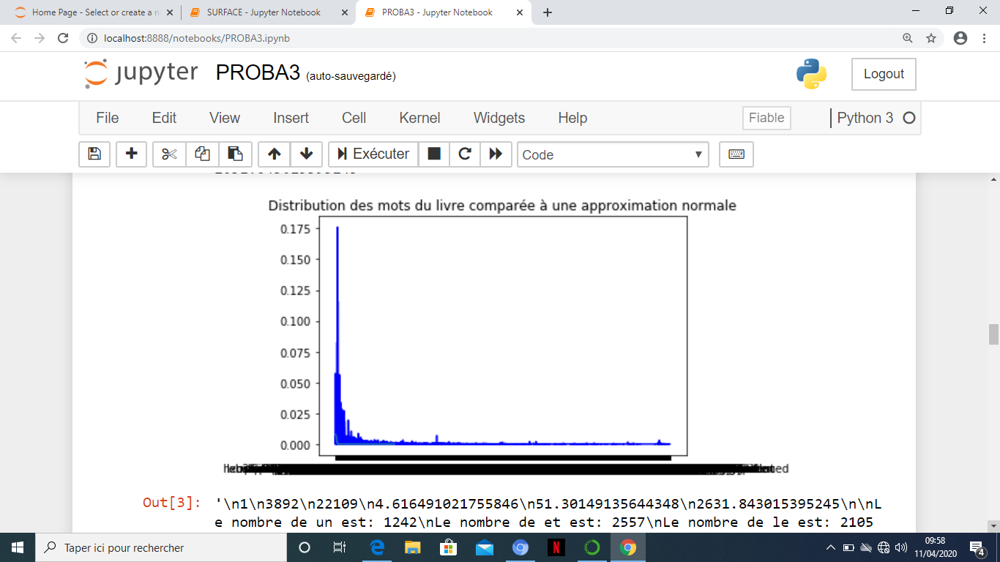 Home Page - Select or create a n
SURFACE - Jupyter Notebook
PROBA3 - Jupyter Notebook
localhost:8888/notebooks/PROBA3.ipynb
jupyter PROBA3 (auto-sauvegardé)
Logout
File Edit View Insert Cell Kernel Widgets Help
Fiable
Python 3
Exécuter
Code
Distribution des mots du livre comparée à une approximation normale
0.175
0.150
0.125
0.100
0.075
0.050
0.025
0.000
Out[3]: '\n1\n3892\n22109\n4.616491021755846\n51.30149135644348\n2631.843015395245\n\nL
e nombre de un est: 1242\nLe nombre de et est: 2557\nLe nombre de le est: 2105
Taper ici pour rechercher
09:58
11/04/2020
4